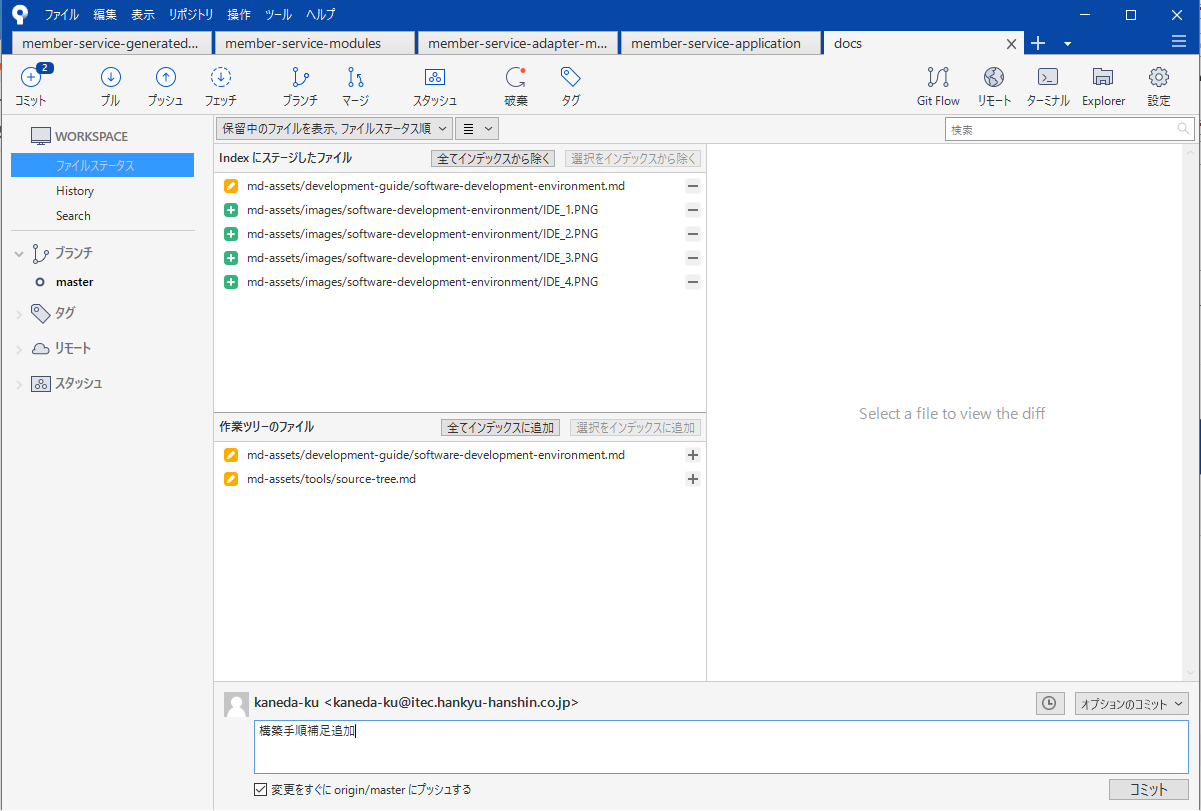 ファイル 編集 表示 リポジトリ 操作 ツール ヘルプ
member-service-generated... member-service-modules member-service-adapter-m... member-service-application docs
2
コミット プル プッシュ フェッチ ブランチ マージ スタッシュ 破棄 タグ Git Flow リモート ターミナル Explorer 設定
WORKSPACE
ファイルステータス
History
Search
ブランチ
master
タグ
リモート
スタッシュ
保留中のファイルを表示, ファイルステータス順
検索
Index にステージしたファイル 全てインデックスから除く 選択をインデックスから除く
md-assets/development-guide/software-development-environment.md
md-assets/images/software-development-environment/IDE_1.PNG
md-assets/images/software-development-environment/IDE_2.PNG
md-assets/images/software-development-environment/IDE_3.PNG
md-assets/images/software-development-environment/IDE_4.PNG
作業ツリーのファイル 全てインデックスに追加 選択をインデックスに追加
md-assets/development-guide/software-development-environment.md
md-assets/tools/source-tree.md
Select a file to view the diff
kaneda-ku <kaneda-ku@itec.hankyu-hanshin.co.jp>
オプションのコミット
構築手順補足追加
変更をすぐに origin/master にプッシュする
コミット